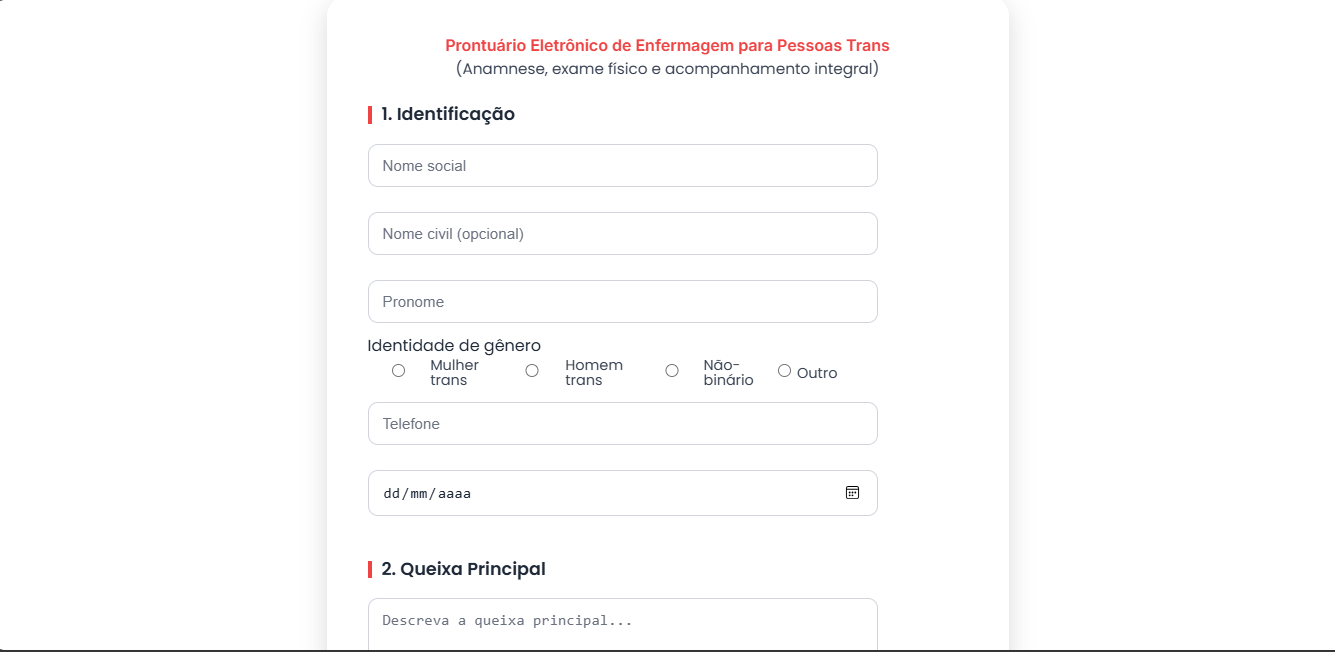 Prontuário Eletrônico de Enfermagem para Pessoas Trans
(Anamnese, exame físico e acompanhamento integral)
1. Identificação
Nome social
Nome civil (opcional)
Pronome
Identidade de gênero
Mulher trans
Homem trans
Não-binário
Outro
Telefone
dd/mm/aaaa
2. Queixa Principal
Descreva a queixa principal...